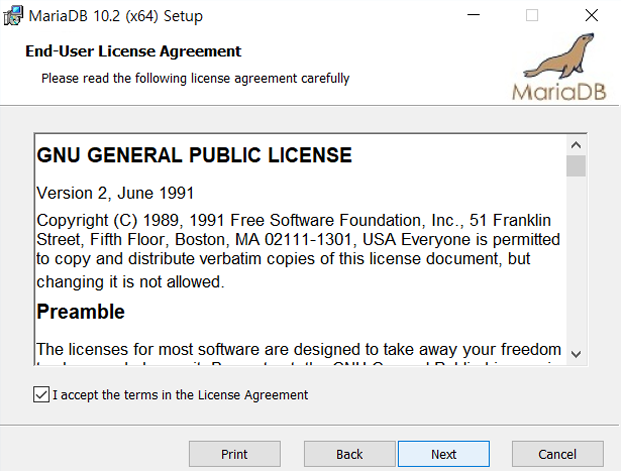 MariaDB 10.2 (x64) Setup
End-User License Agreement
Please read the following license agreement carefully
MariaDB
GNU GENERAL PUBLIC LICENSE
Version 2, June 1991
Copyright (C) 1989, 1991 Free Software Foundation, Inc., 51 Franklin
Street, Fifth Floor, Boston, MA 02111-1301, USA Everyone is permitted
to copy and distribute verbatim copies of this license document, but
changing it is not allowed.
Preamble
The licenses for most software are designed to take away your freedom
I accept the terms in the License Agreement
Print
Back
Next
Cancel